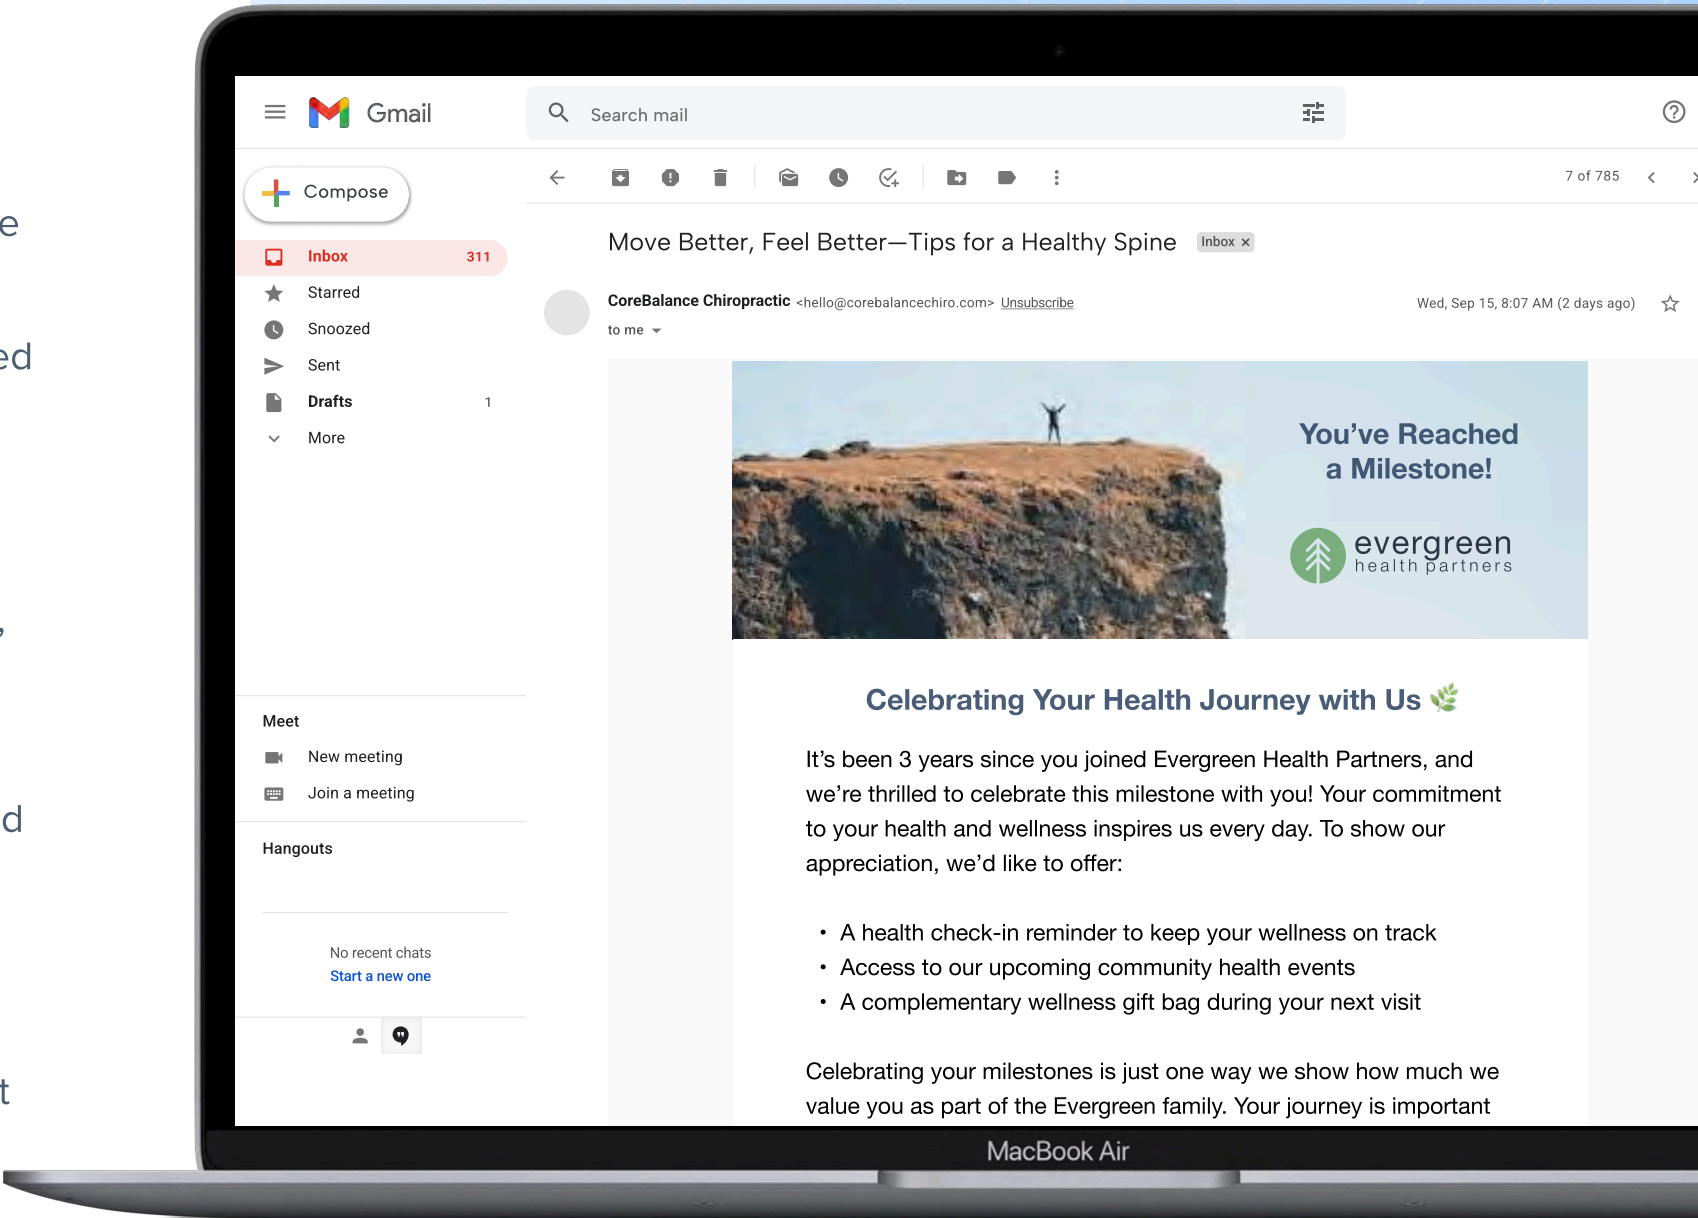 e
ed
,
d
t
Gmail
Search mail
Compose
7 of 785
Inbox 311
Starred
Snoozed
Sent
Drafts 1
More
Meet
New meeting
Join a meeting
Hangouts
No recent chats
Start a new one
Move Better, Feel Better—Tips for a Healthy Spine Inbox ×
CoreBalance Chiropractic <hello@corebalancechiro.com> Unsubscribe
Wed, Sep 15, 8:07 AM (2 days ago)
to me
You’ve Reached
a Milestone!
evergreen
health partners
Celebrating Your Health Journey with Us 🌿
It’s been 3 years since you joined Evergreen Health Partners, and
we’re thrilled to celebrate this milestone with you! Your commitment
to your health and wellness inspires us every day. To show our
appreciation, we’d like to offer:
• A health check-in reminder to keep your wellness on track
• Access to our upcoming community health events
• A complementary wellness gift bag during your next visit
Celebrating your milestones is just one way we show how much we
value you as part of the Evergreen family. Your journey is important
MacBook Air